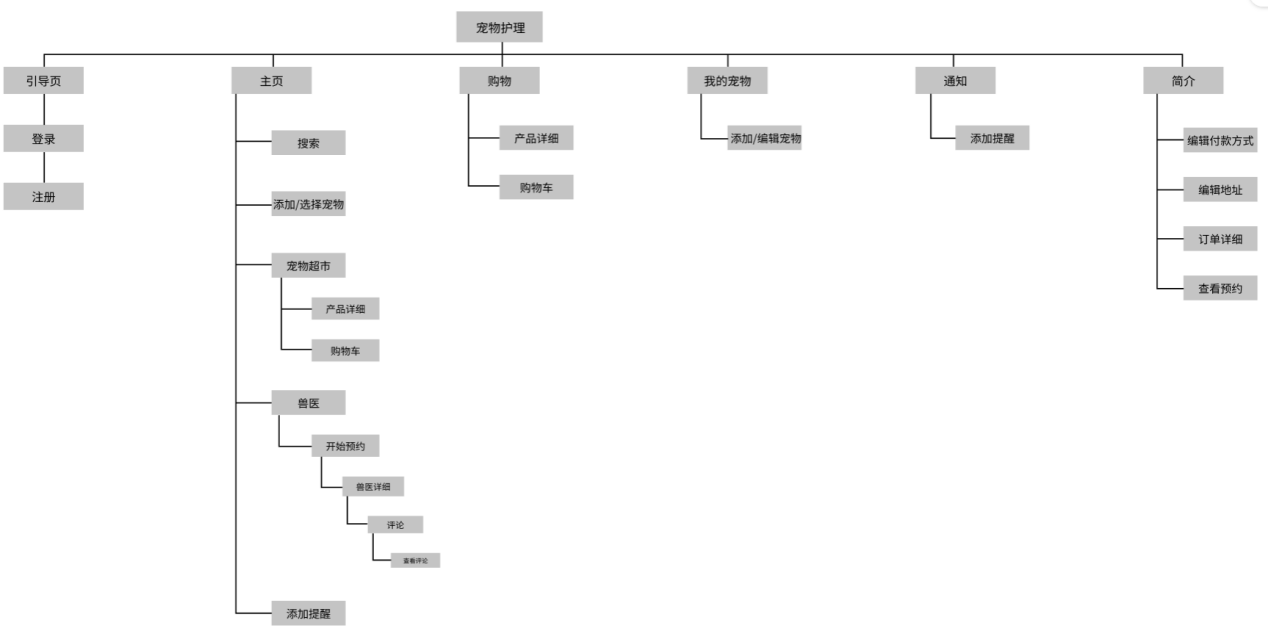 宠物护理
引导页
主页
购物
我的宠物
通知
简介
登录
注册
搜索
添加/选择宠物
宠物超市
产品详细
购物车
兽医
开始预约
兽医详细
评论
查看评论
添加提醒
产品详细
购物车
添加/编辑宠物
添加提醒
编辑付款方式
编辑地址
订单详细
查看预约